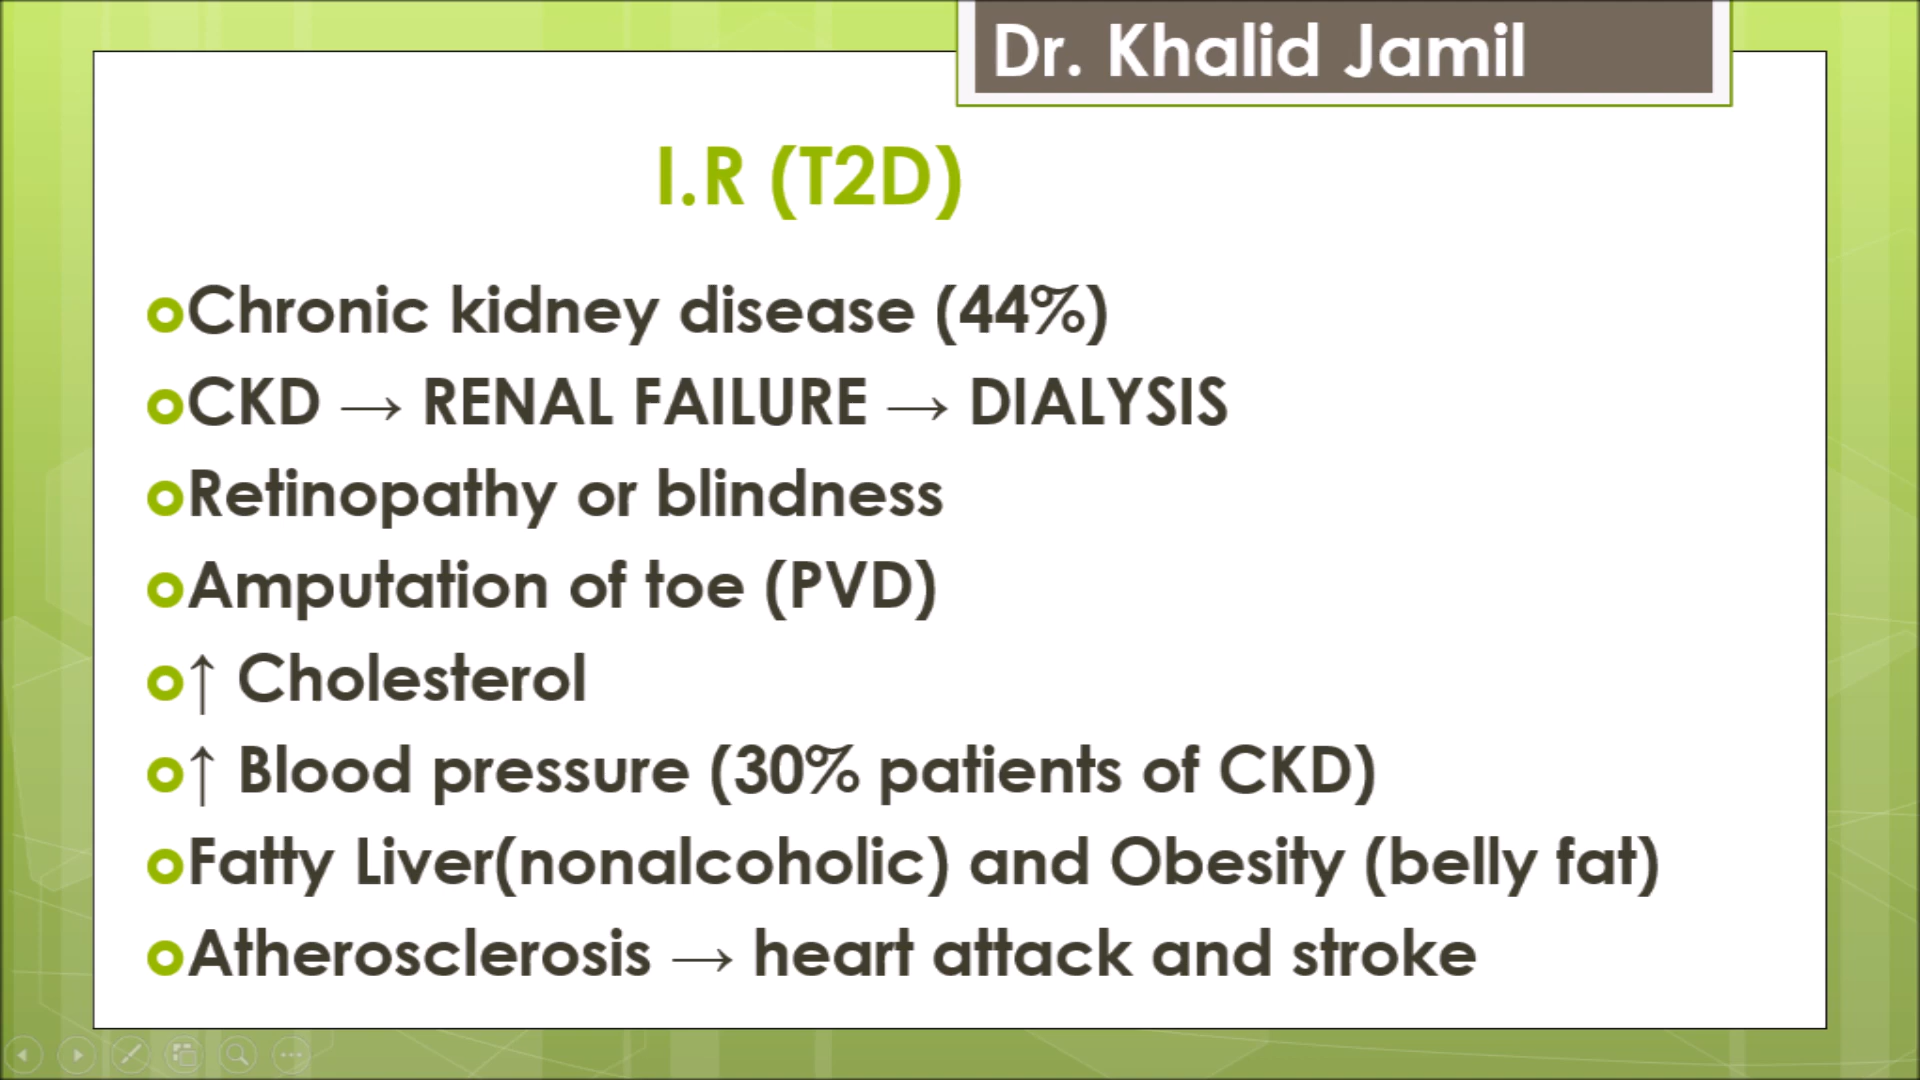 Dr. Khalid Jamil
I.R (T2D)
Chronic kidney disease (44%)
CKD → RENAL FAILURE → DIALYSIS
Retinopathy or blindness
Amputation of toe (PVD)
↑ Cholesterol
↑ Blood pressure (30% patients of CKD)
Fatty Liver(nonalcoholic) and Obesity (belly fat)
Atherosclerosis → heart attack and stroke